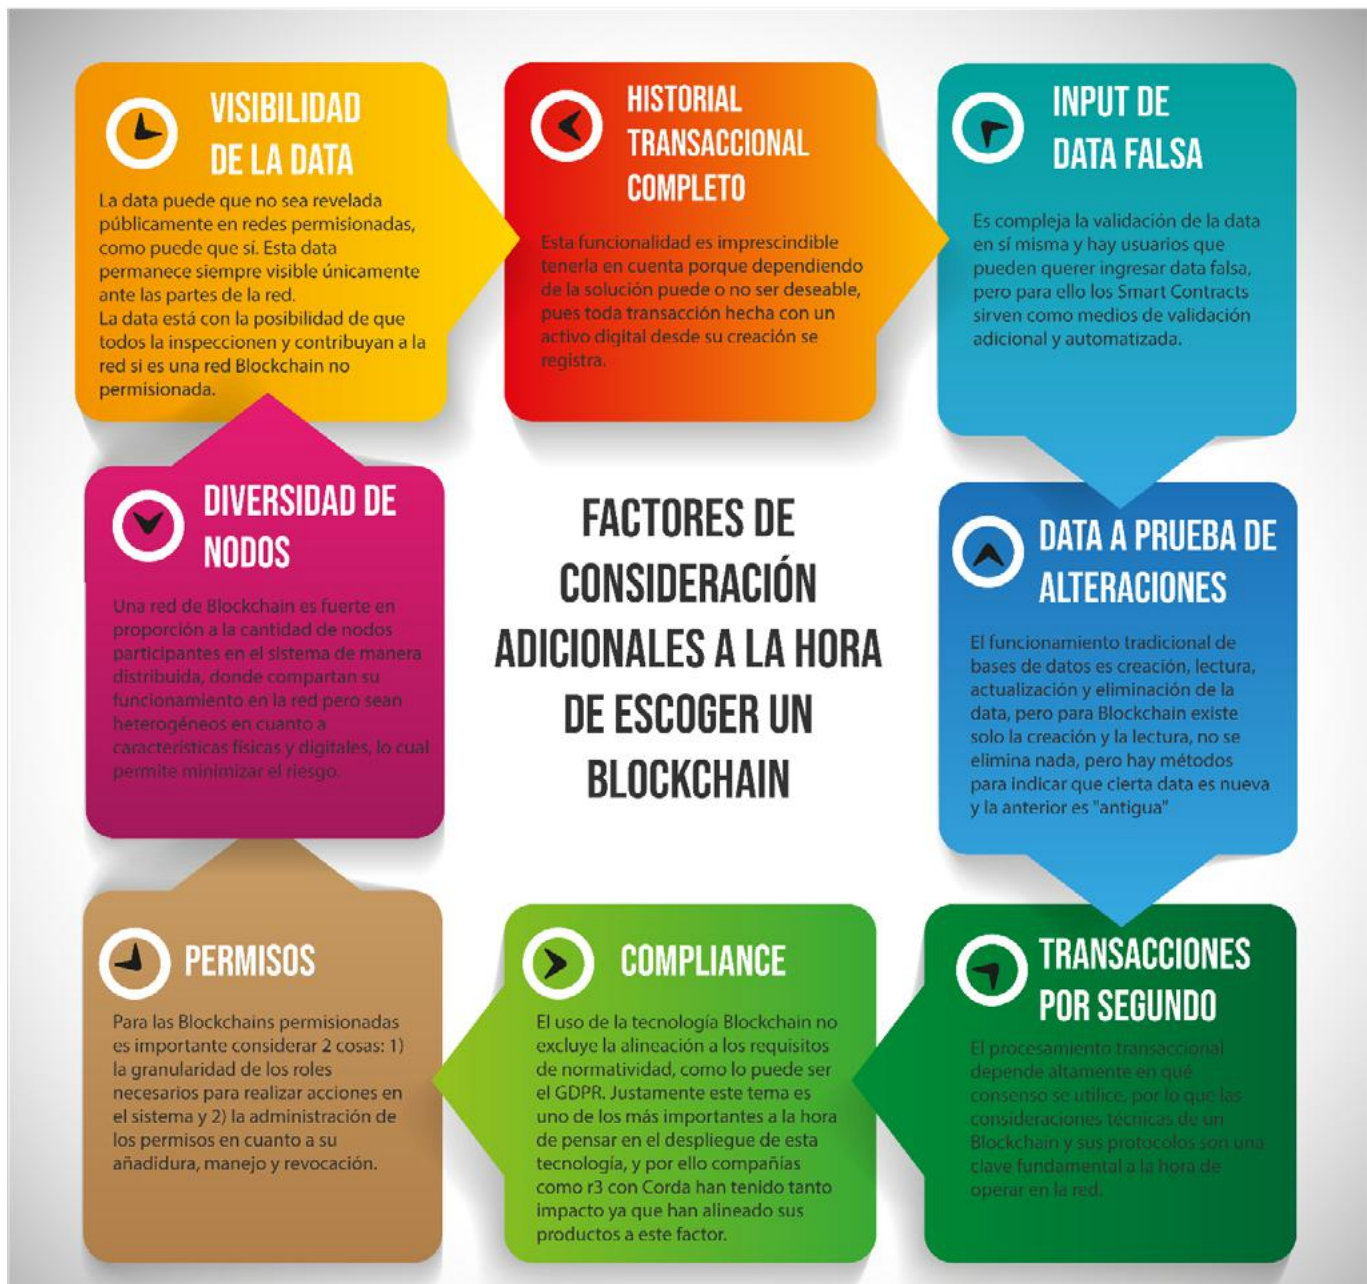 VISIBILIDAD
DE LA DATA
La data puede que no sea revelada
públicamente en redes permisionadas,
como puede que sí. Esta data
permanece siempre visible únicamente
ante las partes de la red.
La data está con la posibilidad de que
todos la inspeccionen y contribuyan a la
red si es una red Blockchain no
permisionada.
HISTORIAL
TRANSACCIONAL
COMPLETO
Esta funcionalidad es imprescindible
tenerla en cuenta porque dependiendo
de la solución puede o no ser deseable,
pues toda transacción hecha con un
activo digital desde su creación se
registra.
INPUT DE
DATA FALSA
Es compleja la validación de la data
en sí misma y hay usuarios que
pueden querer ingresar data falsa,
pero para ello los Smart Contracts
sirven como medios de validación
adicional y automatizada.
DIVERSIDAD DE
NODOS
Una red de Blockchain es fuerte en
proporción a la cantidad de nodos
participantes en el sistema de manera
distribuida, donde compartan su
funcionamiento en la red pero sean
heterogéneos en cuanto a
características físicas y digitales, lo cual
permite minimizar el riesgo.
FACTORES DE
CONSIDERACIÓN
ADICIONALES A LA HORA
DE ESCOGER UN
BLOCKCHAIN
DATA A PRUEBA DE
ALTERACIONES
El funcionamiento tradicional de
bases de datos es creación, lectura,
actualización y eliminación de la
data, pero para Blockchain existe
solo la creación y la lectura, no se
elimina nada, pero hay métodos
para indicar que cierta data es nueva
y la anterior es "antigua"
PERMISOS
Para las Blockchains permisionadas
es importante considerar 2 cosas: 1)
la granularidad de los roles
necesarios para realizar acciones en
el sistema y 2) la administración de
los permisos en cuanto a su
añadidura, manejo y revocación.
COMPLIANCE
El uso de la tecnología Blockchain no
excluye la alineación a los requisitos
de normatividad, como lo puede ser
el GDPR. Justamente este tema es
uno de los más importantes a la hora
de pensar en el despliegue de esta
tecnología, y por ello compañías
como r3 con Corda han tenido tanto
impacto ya que han alineado sus
productos a este factor.
TRANSACCIONES
POR SEGUNDO
El procesamiento transaccional
depende altamente en qué
consenso se utilice, por lo que las
consideraciones técnicas de un
Blockchain y sus protocolos son una
clave fundamental a la hora de
operar en la red.